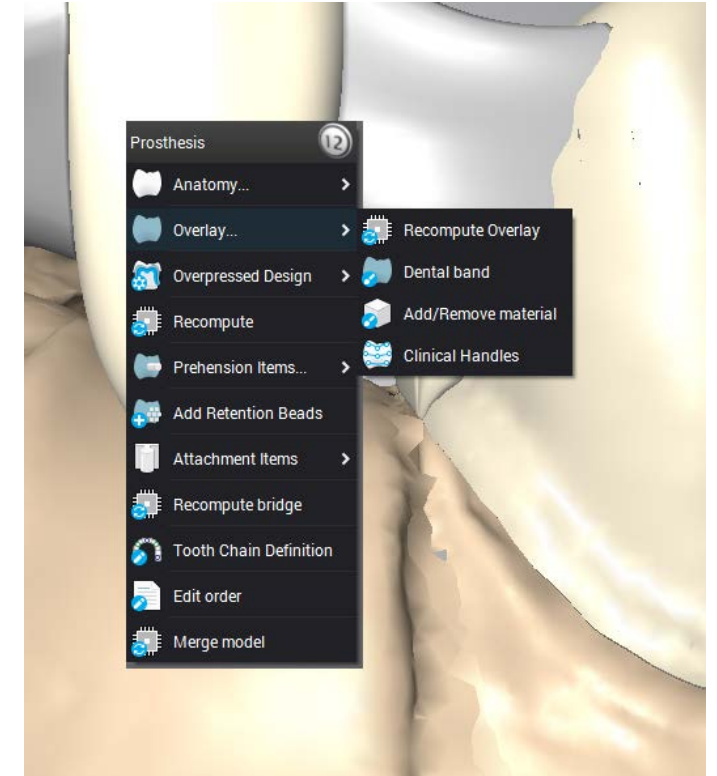 Prosthesis 12
Anatomy...
Overlay...
Overpressed Design
Recompute
Prehension Items...
Add Retention Beads
Attachment Items
Recompute bridge
Tooth Chain Definition
Edit order
Merge model
Recompute Overlay
Dental band
Add/Remove material
Clinical Handles